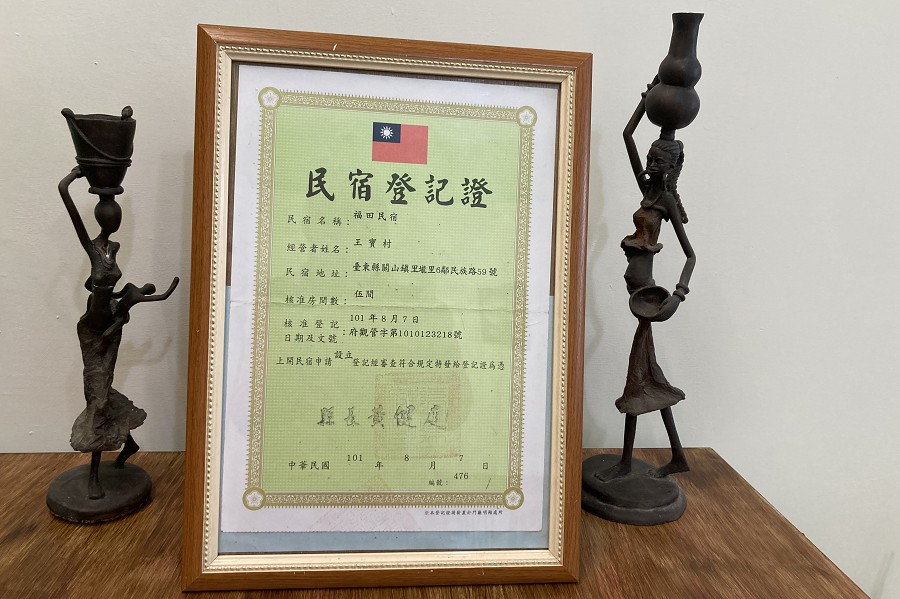 民宿登記證
民宿名稱：福田民宿
經營者姓名：王寶村
民宿地址：臺東縣關山鎮里壠里6鄰民族路59號
核准房間數：伍間
核准登記日期及文號：101年8月7日
府觀管字第1010123218號
上開民宿申請設立登記經審查符合規定特發給登記證為憑
縣長黃健庭
中華民國 101 年 8 月 7 日
編號：476